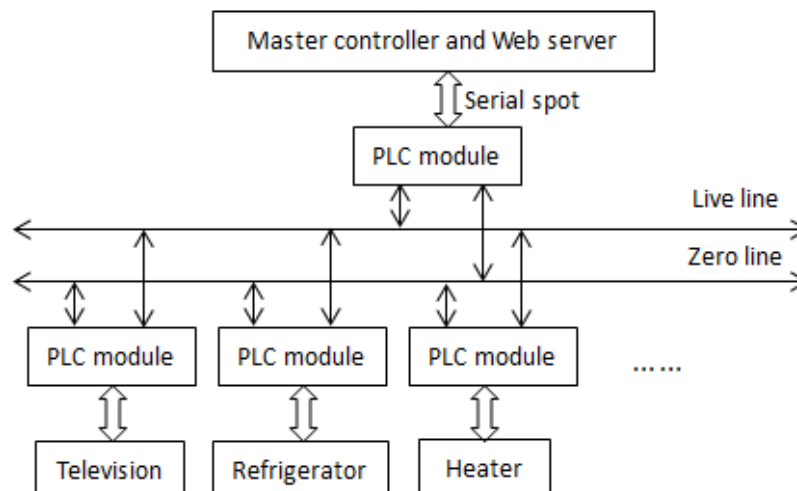 Master controller and Web server
Serial spot
PLC module
Live line
Zero line
PLC module
PLC module
PLC module
......
Television
Refrigerator
Heater